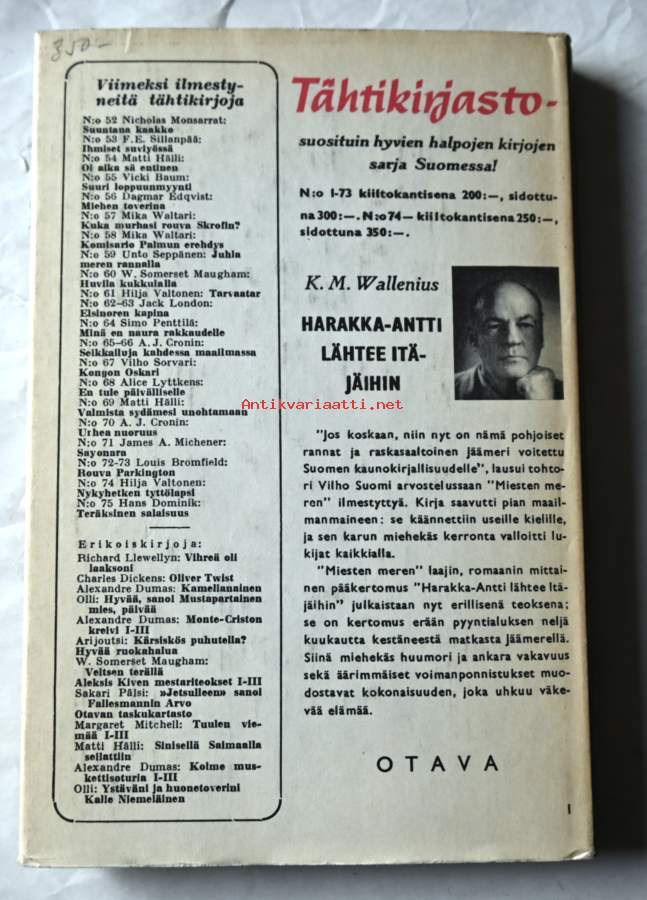 350-
Viimeksi ilmesty-
neitä tähtikirjoja
N:o 52 Nicholas Monsarrat:
Suuntana kaakko
N:o 53 F. E. Sillanpää:
Ihmiset suviyössä
N:o 54 Matti Hälli:
Oi aika sä entinen
N:o 55 Vicki Baum:
Suuri loppuunmyynti
N:o 56 Dagmar Edqvist:
Miehen toverina
N:o 57 Mika Waltari:
Kuka murhasi rouva Skrofin?
N:o 58 Mika Waltari:
Komisario Palmun erehdys
N:o 59 Unto Seppänen: Juhla
meren rannalla
N:o 60 W. Somerset Maugham:
Huvila kukkulalla
N:o 61 Hilja Valtonen: Tarvaatar
N:o 62-63 Jack London:
Elsinoren kapina
N:o 64 Simo Penttilä:
Minä en naura rakkaudelle
N:o 65-66 A. J. Cronin:
Seikkailuja kahdessa maailmassa
N:o 67 Vilho Sorvari:
Kongon Oskari
N:o 68 Alice Lyttkens:
En tule päivälliselle
N:o 69 Matti Hälli:
Valmista sydämesi unohtamaan
N:o 70 A. J. Cronin:
Urhea nuoruus
N:o 71 James A. Michener:
Sayonara
N:o 72-73 Louis Bromfield:
Rouva Parkington
N:o 74 Hilja Valtonen:
Nykyhetken tyttölapsi
N:o 75 Hans Dominik:
Teräksinen salaisuus
Erikoiskirjoja:
Richard Llewellyn: Vihreä oli
laaksoni
Charles Dickens: Oliver Twist
Alexandre Dumas: Kamelianainen
Olli: Hyvää, sanoi Mustapartainen
mies, päivää
Alexandre Dumas: Monte-Criston
kreivi I-III
Arijoutsi: Kärsiskös puhutella?
Hyvää ruokahalua
W. Somerset Maugham:
Veitsen terällä
Aleksis Kiven mestariteokset I-III
Sakari Pälsi: »Jetsulleen» sanoi
Fallesmannin Arvo
Otavan taskukartasto
Margaret Mitchell: Tuulen vie-
mää I-III
Matti Hälli: Sinisellä Saimaalla
seilattiin
Alexandre Dumas: Kolme mus-
kettisoturia I-III
Olli: Ystäväni ja huonetoverini
Kalle Niemeläinen
Tähtikirjasto-
suosituin hyvien halpojen kirjojen
sarja Suomessa!
N:o 1-73 kiiltokantisena 200:—, sidottu-
na 300:—. N:o 74— kiiltokantisena 250:—,
sidottuna 350:—.
K. M. Wallenius
HARAKKA-ANTTI
LÄHTEE ITÄ-
JÄIHIN
Antikvariaatti.net
"Jos koskaan, niin nyt on nämä pohjoiset
rannat ja raskasaaltoinen Jäämeri voitettu
Suomen kaunokirjallisuudelle", lausui tohto-
ri Vilho Suomi arvostelussaan "Miesten me-
ren" ilmestyttyä. Kirja saavutti pian maail-
manmaineen: se käännettiin useille kielille,
ja sen karun miehekäs kerronta valloitti lu-
kijat kaikkialla.
"Miesten meren" laajin, romaanin mittai-
nen pääkertomus "Harakka-Antti lähtee Itä-
jäihin" julkaistaan nyt erillisenä teoksena;
se on kertomus erään pyyntialuksen neljä
kuukautta kestäneestä matkasta Jäämerellä.
Siinä miehekäs huumori ja ankara vakavuus
sekä äärimmäiset voimanponnistukset muo-
dostavat kokonaisuuden, joka uhkuu väke-
vää elämää.
OTAVA
1